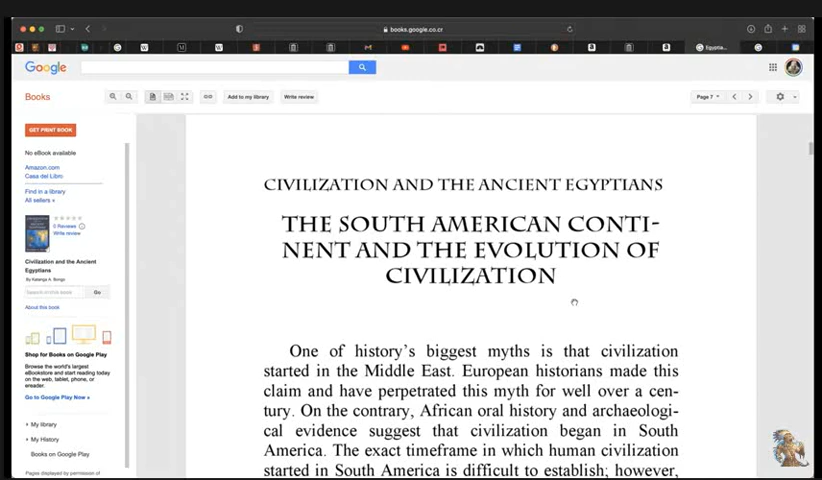 books.google.co.cr
Egyptia...
Google
Books
Add to my library
Write review
Page 7
GET PRINT BOOK
No eBook available
Amazon.com
Casa del Libro
Find in a library
All sellers »
0 Reviews
Write review
Civilization and the Ancient
Egyptians
By Katanga A. Bongo
Go
About this book
Shop for Books on Google Play
Browse the world's largest
eBookstore and start reading today
on the web, tablet, phone, or
ereader.
Go to Google Play Now »
My library
My History
Books on Google Play
Pages displayed by permission of
CIVILIZATION AND THE ANCIENT EGYPTIANS
THE SOUTH AMERICAN CONTI-
NENT AND THE EVOLUTION OF
CIVILIZATION
One of history's biggest myths is that civilization
started in the Middle East. European historians made this
claim and have perpetrated this myth for well over a cen-
tury. On the contrary, African oral history and archaeologi-
cal evidence suggest that civilization began in South
America. The exact timeframe in which human civilization
started in South America is difficult to establish; however,